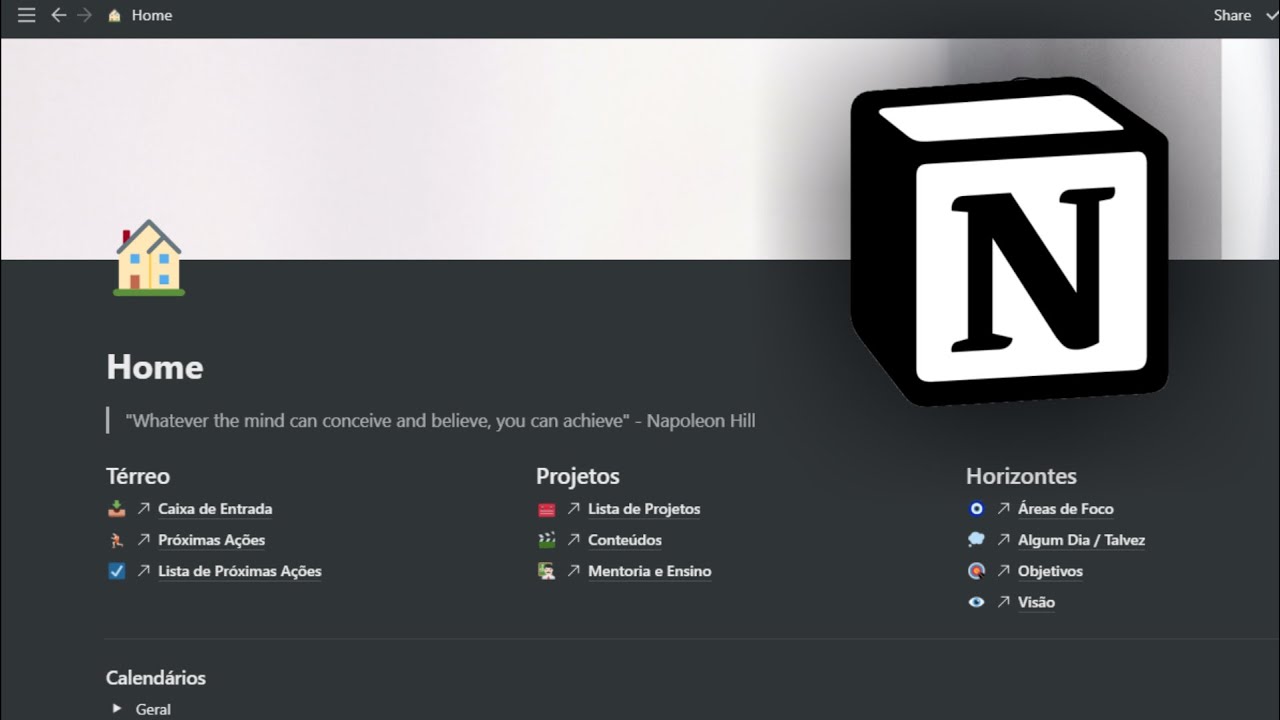 Home
Share
N
Home
"Whatever the mind can conceive and believe, you can achieve" - Napoleon Hill
Térreo
Caixa de Entrada
Próximas Ações
Lista de Próximas Ações
Projetos
Lista de Projetos
Conteúdos
Mentoria e Ensino
Horizontes
Áreas de Foco
Algum Dia / Talvez
Objetivos
Visão
Calendários
Geral